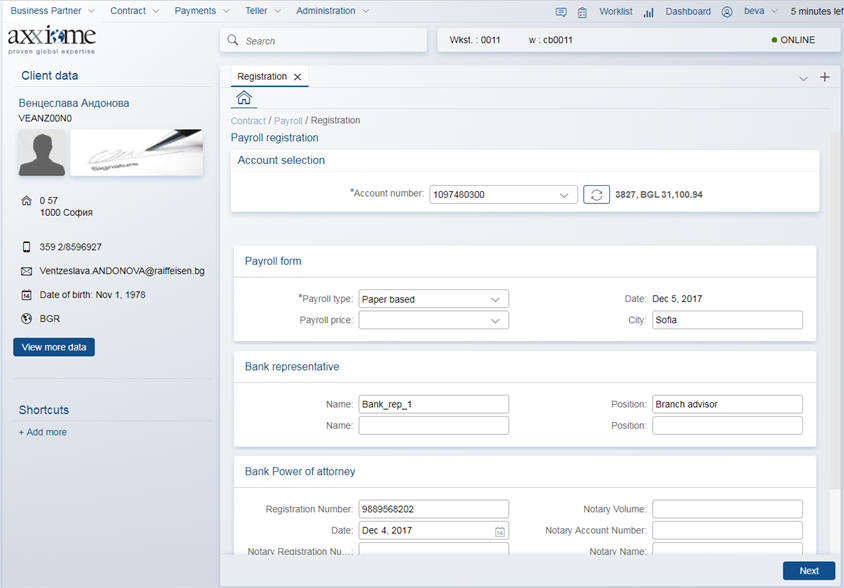 Business Partner Contract Payments Teller Administration Worklist Dashboard beva 5 minutes lef
axxiome
proven global expertise
Search
Wkst. : 0011 w : cb0011 ONLINE
Client data
Венцеслава Андонова
VEANZ00N0
Signature
0 57
1000 София
359 2/8596927
Ventzeslava.ANDONOVA@raiffeisen.bg
14 Date of birth: Nov 1, 1978
BGR
View more data
Shortcuts
+ Add more
Registration
Contract / Payroll / Registration
Payroll registration
Account selection
*Account number: 1097480300 3827, BGL 31,100.94
Payroll form
*Payroll type: Paper based Date: Dec 5, 2017
Payroll price: City: Sofia
Bank representative
Name: Bank_rep_1 Position: Branch advisor
Name: Position:
Bank Power of attorney
Registration Number: 9889568202 Notary Volume:
Date: Dec 4, 2017 14 Notary Account Number:
Notary Registration Nu...: Notary Name:
Next